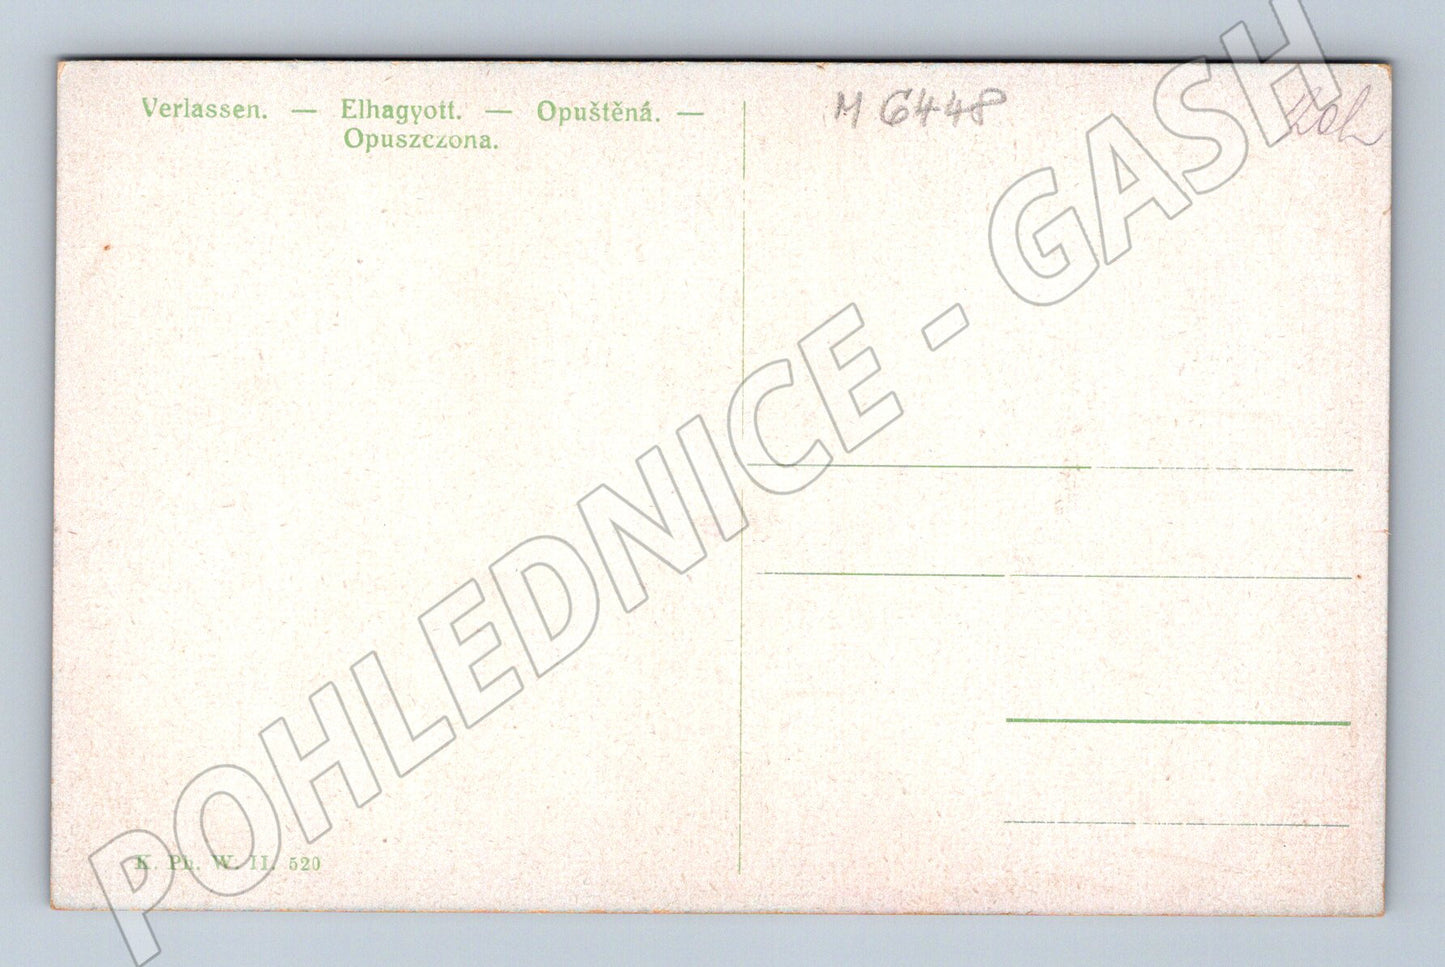 Verlassen. — Elhagyott. — Opuštěná. —
Opuszczona.
M 6448
K. Ph. W. II. 520
POHLEDNICE - GASH